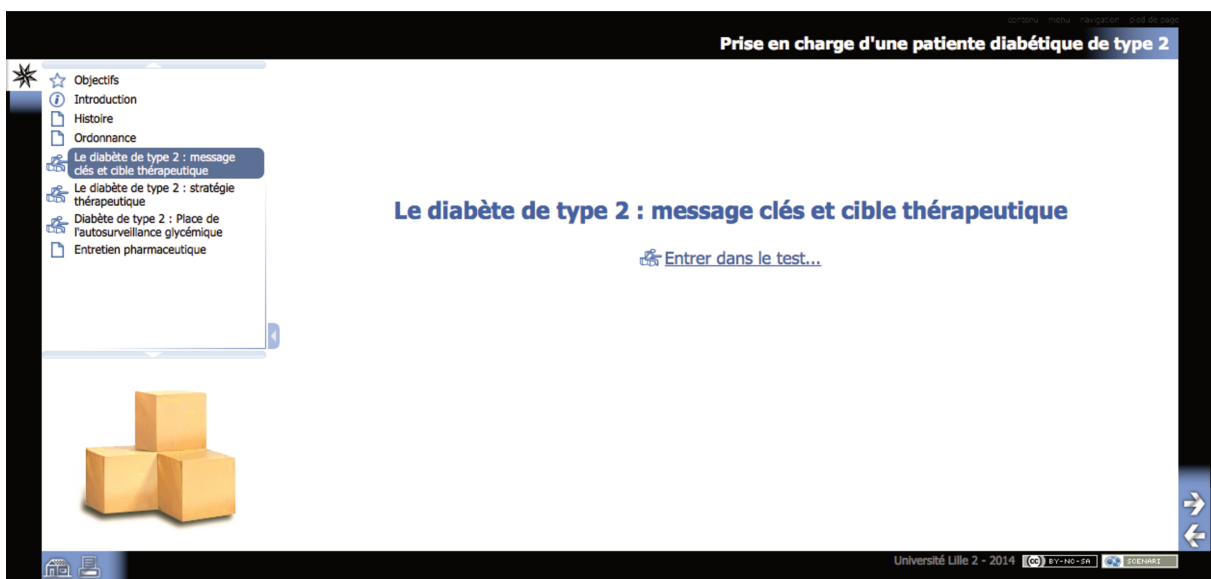 contenu menu navigation pied de page
Prise en charge d'une patiente diabétique de type 2
Objectifs
Introduction
Histoire
Ordonnance
Le diabète de type 2 : message
clés et cible thérapeutique
Le diabète de type 2 : stratégie
thérapeutique
Diabète de type 2 : Place de
l'autosurveillance glycémique
Entretien pharmaceutique
Le diabète de type 2 : message clés et cible thérapeutique
Entrer dans le test...
Université Lille 2 - 2014 (cc) BY-NC-SA SCENARI